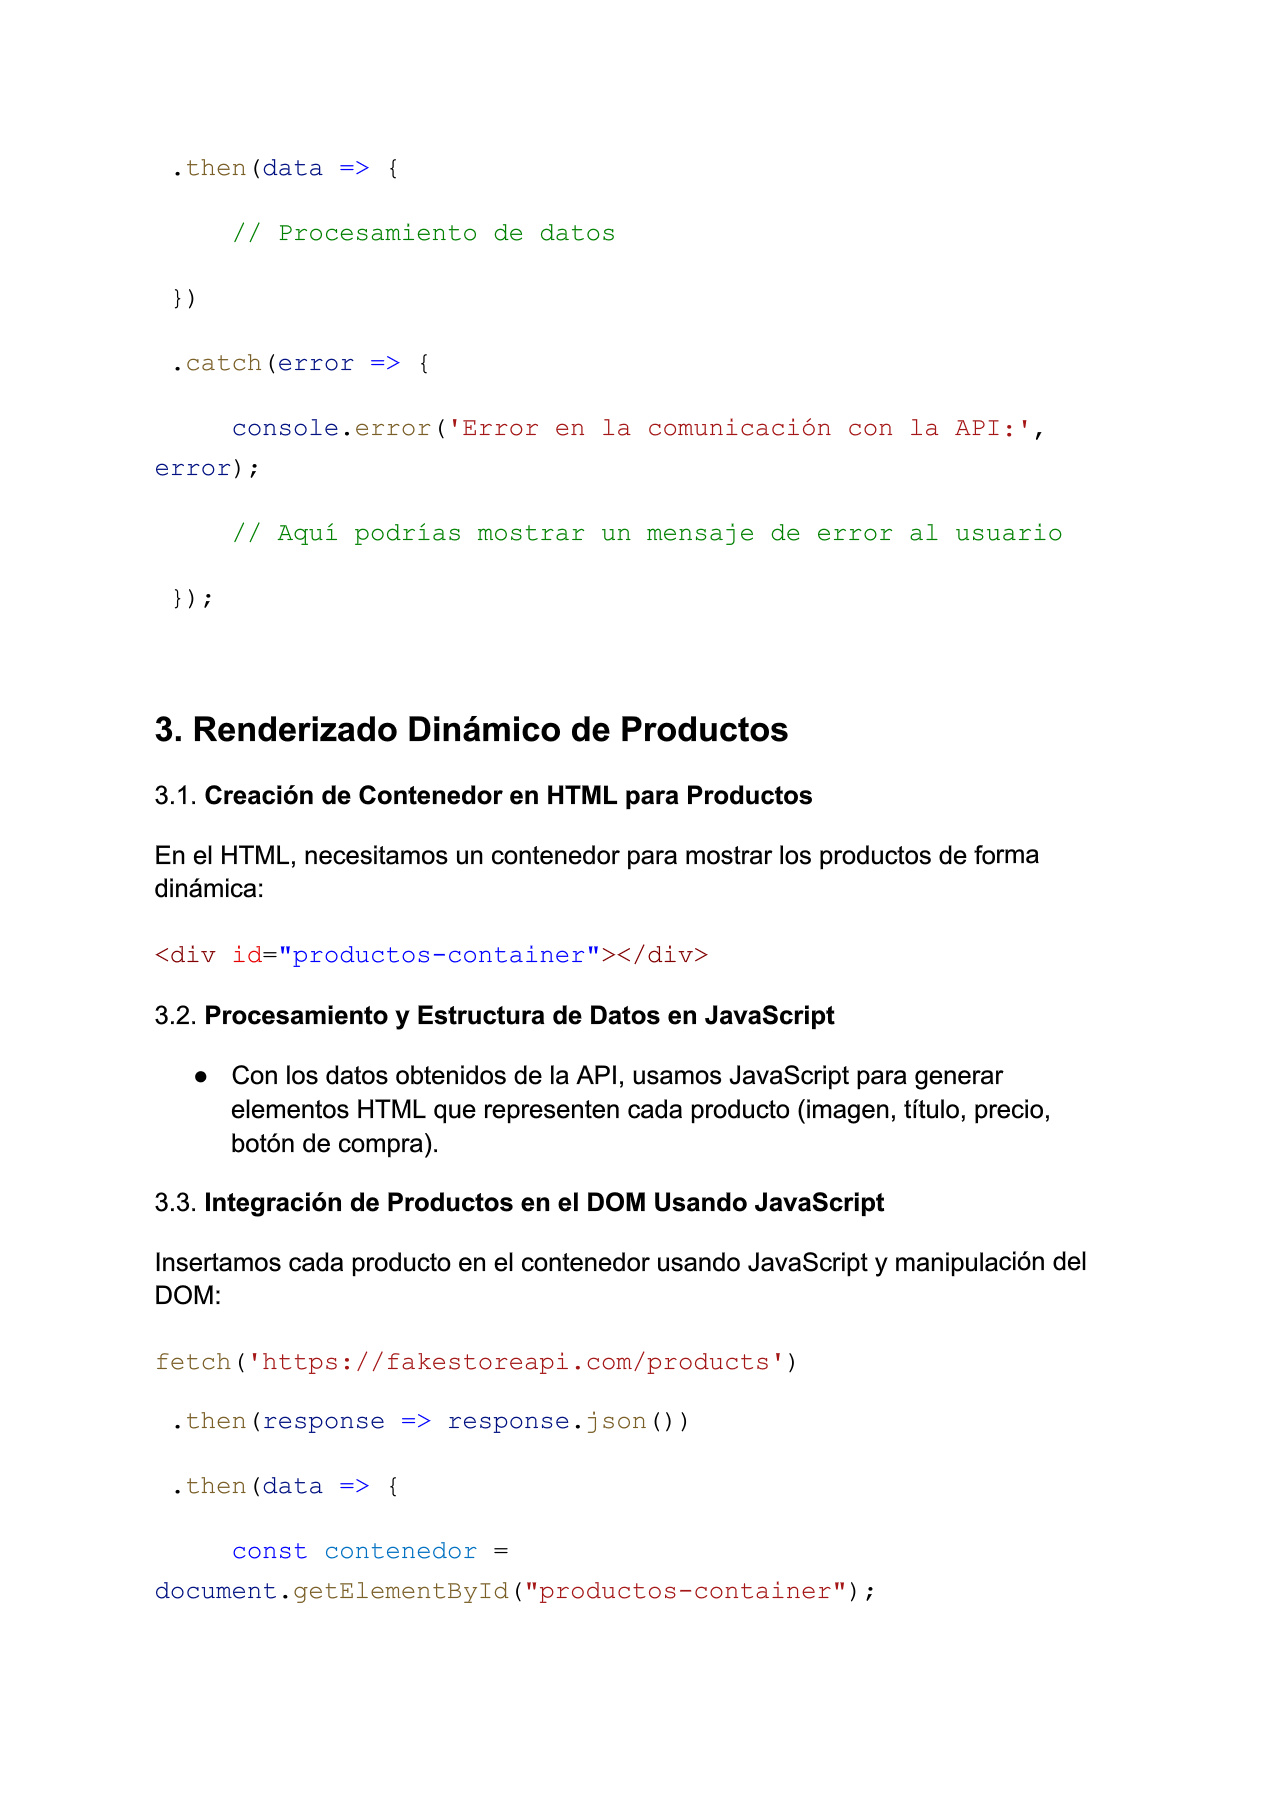 .then(data => {
// Procesamiento de datos
})
.catch(error => {
console.error('Error en la comunicación con la API:',
error);
// Aquí podrías mostrar un mensaje de error al usuario
});
3. Renderizado Dinámico de Productos
3.1. Creación de Contenedor en HTML para Productos
En el HTML, necesitamos un contenedor para mostrar los productos de forma
dinámica:
<div id="productos-container"></div>
3.2. Procesamiento y Estructura de Datos en JavaScript
● Con los datos obtenidos de la API, usamos JavaScript para generar
elementos HTML que representen cada producto (imagen, título, precio,
botón de compra).
3.3. Integración de Productos en el DOM Usando JavaScript
Insertamos cada producto en el contenedor usando JavaScript y manipulación del
DOM:
fetch('https://fakestoreapi.com/products')
.then(response => response.json())
.then(data => {
const contenedor =
document.getElementById("productos-container");